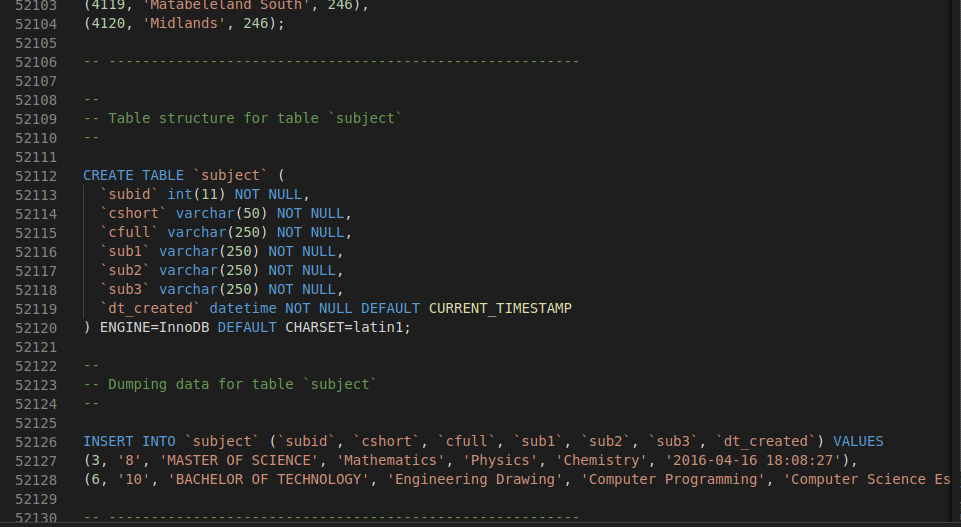 52103 (4119, 'Matabeleland South', 246),
52104 (4120, 'Midlands', 246);
52105
52106 -- --------------------------------------------------------
52107
52108 --
52109 -- Table structure for table `subject`
52110 --
52111
52112 CREATE TABLE `subject` (
52113   `subid` int(11) NOT NULL,
52114   `cshort` varchar(50) NOT NULL,
52115   `cfull` varchar(250) NOT NULL,
52116   `sub1` varchar(250) NOT NULL,
52117   `sub2` varchar(250) NOT NULL,
52118   `sub3` varchar(250) NOT NULL,
52119   `dt_created` datetime NOT NULL DEFAULT CURRENT_TIMESTAMP
52120 ) ENGINE=InnoDB DEFAULT CHARSET=latin1;
52121
52122 --
52123 -- Dumping data for table `subject`
52124 --
52125
52126 INSERT INTO `subject` (`subid`, `cshort`, `cfull`, `sub1`, `sub2`, `sub3`, `dt_created`) VALUES
52127 (3, '8', 'MASTER OF SCIENCE', 'Mathematics', 'Physics', 'Chemistry', '2016-04-16 18:08:27'),
52128 (6, '10', 'BACHELOR OF TECHNOLOGY', 'Engineering Drawing', 'Computer Programming', 'Computer Science Es
52129
52130 -- --------------------------------------------------------